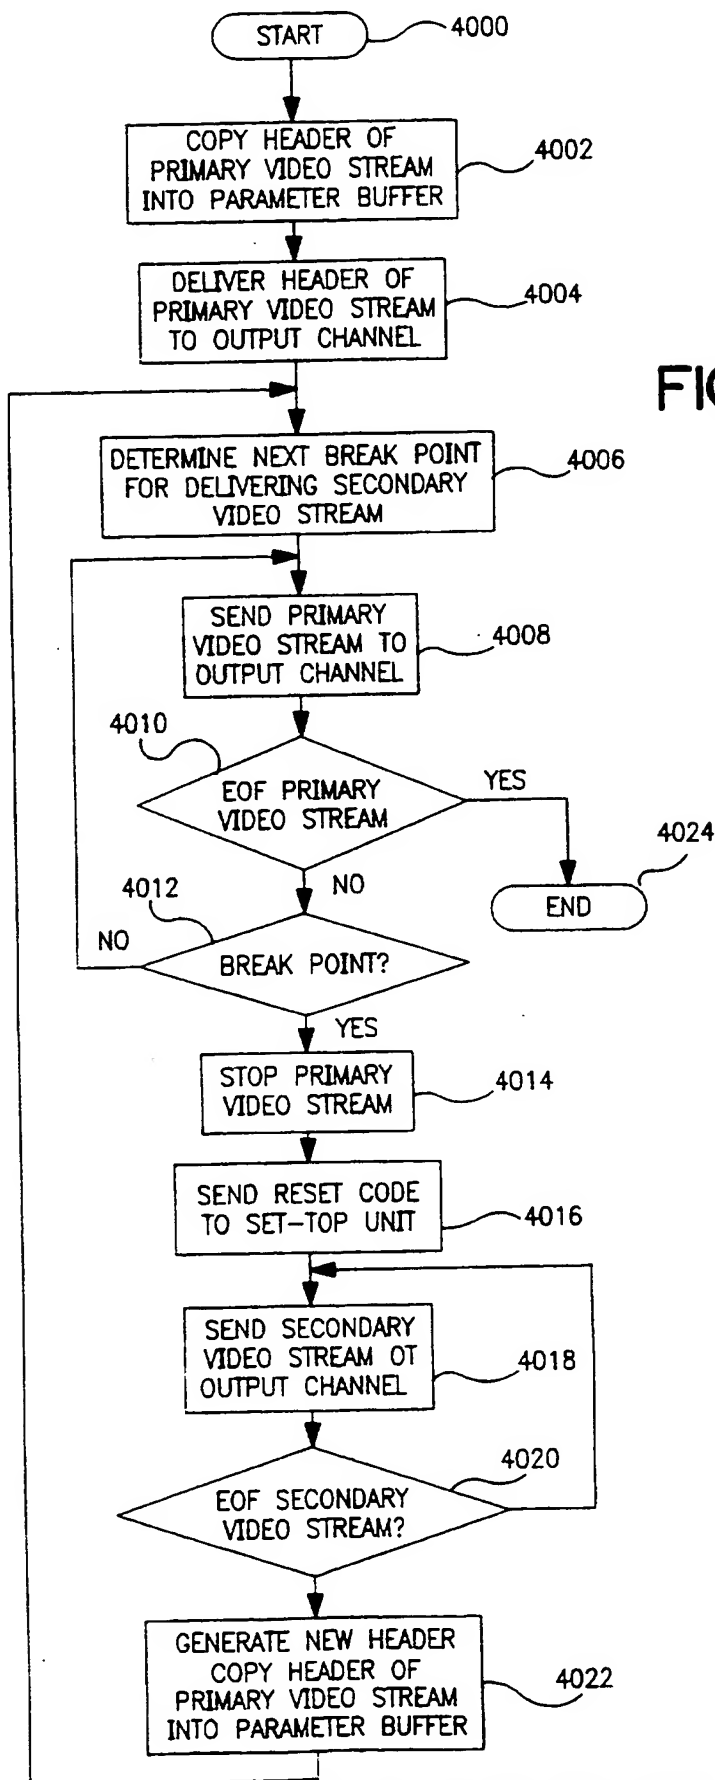 START
4000
COPY HEADER OF
PRIMARY VIDEO STREAM
INTO PARAMETER BUFFER
4002
DELIVER HEADER OF
PRIMARY VIDEO STREAM
TO OUTPUT CHANNEL
4004
FIG
DETERMINE NEXT BREAK POINT
FOR DELIVERING SECONDARY
VIDEO STREAM
4006
SEND PRIMARY
VIDEO STREAM TO
OUTPUT CHANNEL
4008
4010
EOF PRIMARY
VIDEO STREAM
YES
4024
END
NO
4012
NO
BREAK POINT?
YES
STOP PRIMARY
VIDEO STREAM
4014
SEND RESET CODE
TO SET-TOP UNIT
4016
SEND SECONDARY
VIDEO STREAM OT
OUTPUT CHANNEL
4018
4020
EOF SECONDARY
VIDEO STREAM?
GENERATE NEW HEADER
COPY HEADER OF
PRIMARY VIDEO STREAM
INTO PARAMETER BUFFER
4022